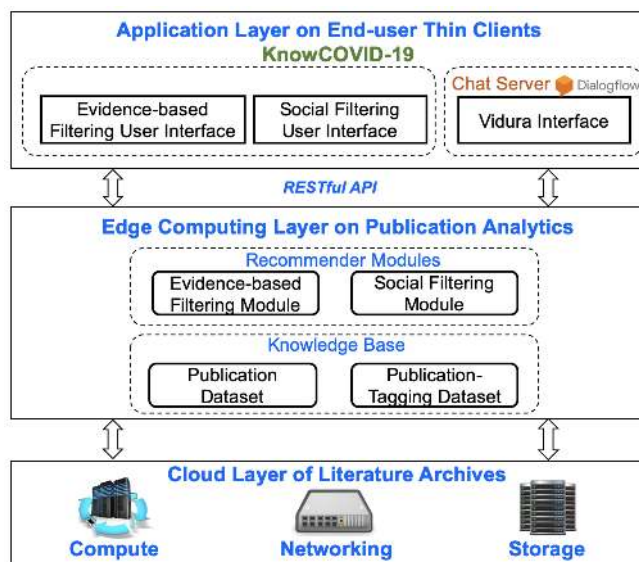 Application Layer on End-user Thin Clients
KnowCOVID-19
Evidence-based
Filtering User Interface
Social Filtering
User Interface
Chat Server Dialogflow
Vidura Interface
RESTful API
Edge Computing Layer on Publication Analytics
Recommender Modules
Evidence-based
Filtering Module
Social Filtering
Module
Knowledge Base
Publication
Dataset
Publication-
Tagging Dataset
Cloud Layer of Literature Archives
Compute
Networking
Storage